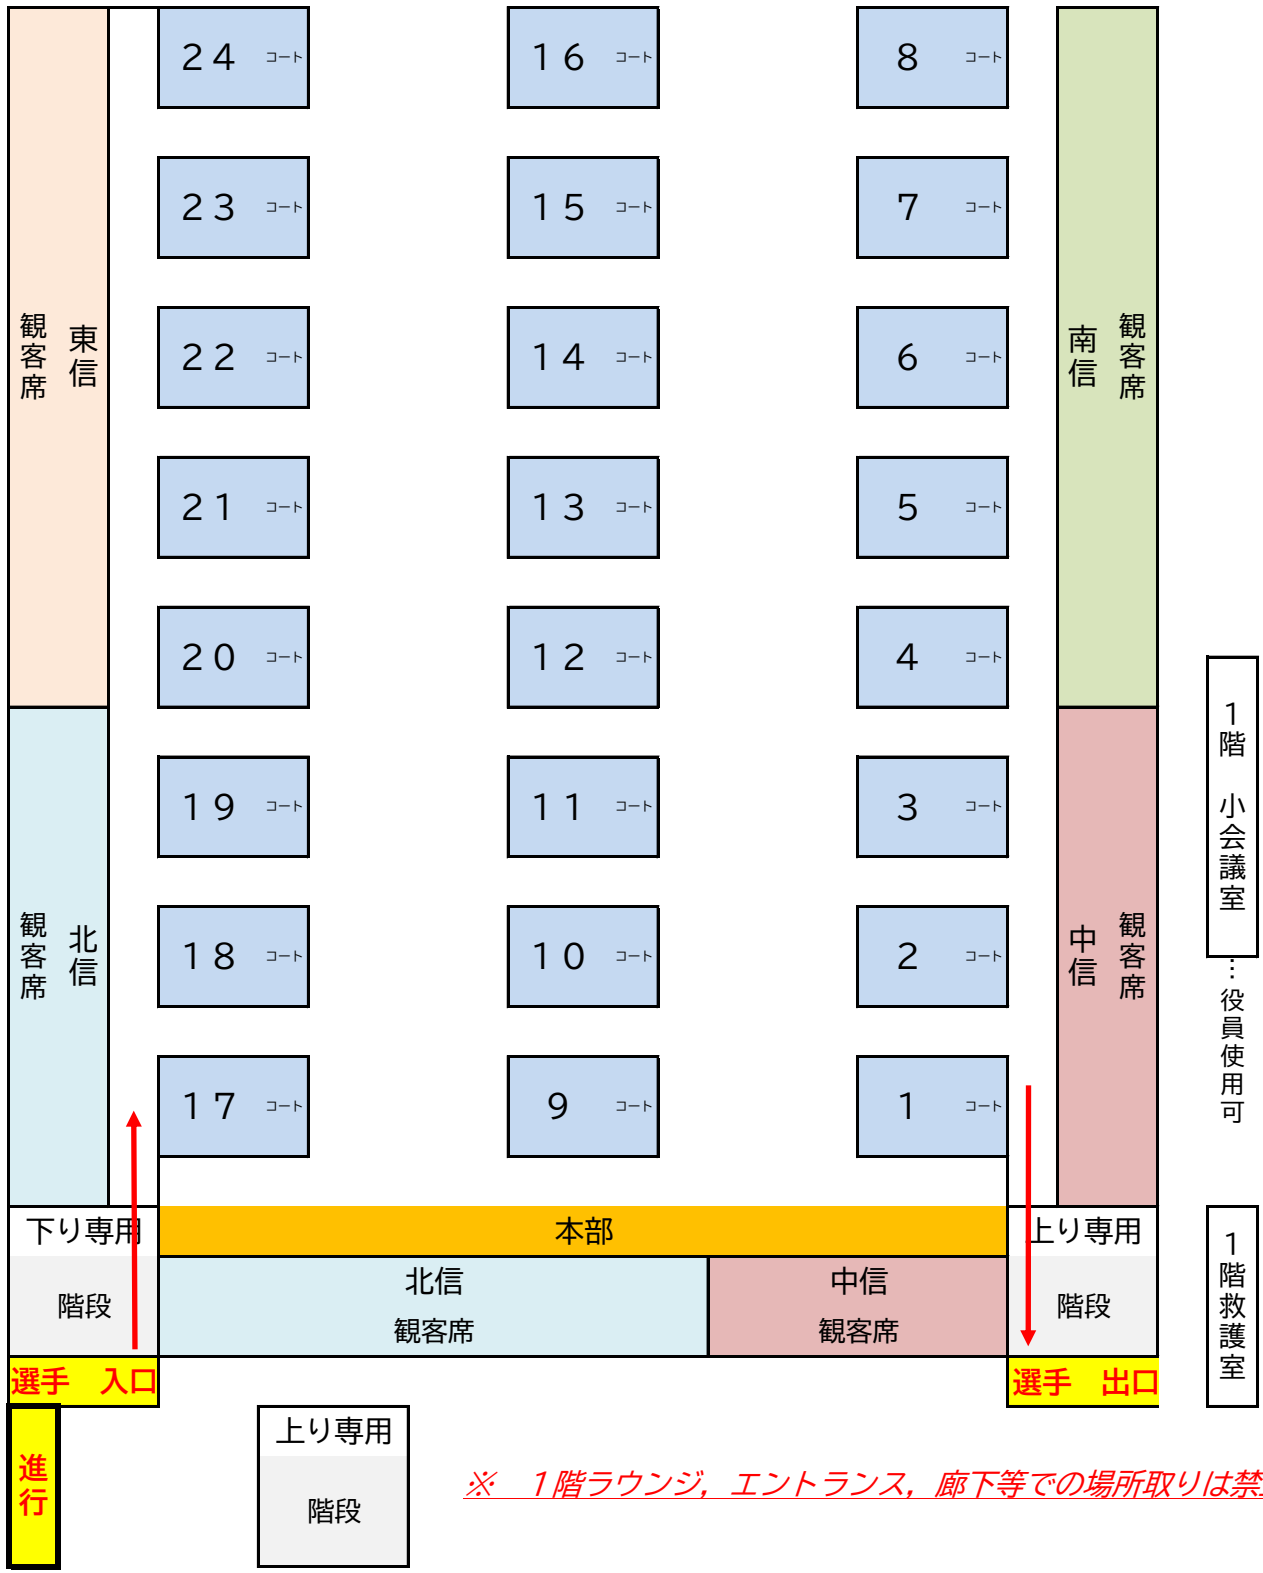 ２４ コート
１６ コート
８ コート
２３ コート
１５ コート
７ コート
東信
観客席
２２ コート
１４ コート
６ コート
南信
観客席
２１ コート
１３ コート
５ コート
２０ コート
１２ コート
４ コート
１９ コート
１１ コート
３ コート
１階　小会議室
…役員使用可
北信
観客席
１８ コート
１０ コート
２ コート
中信
観客席
１７ コート
９ コート
１ コート
下り専用
階段
本部
上り専用
階段
北信
観客席
中信
観客席
１階救護室
選手　入口
選手　出口
進行
上り専用
階段
※　１階ラウンジ，エントランス，廊下等での場所取りは禁